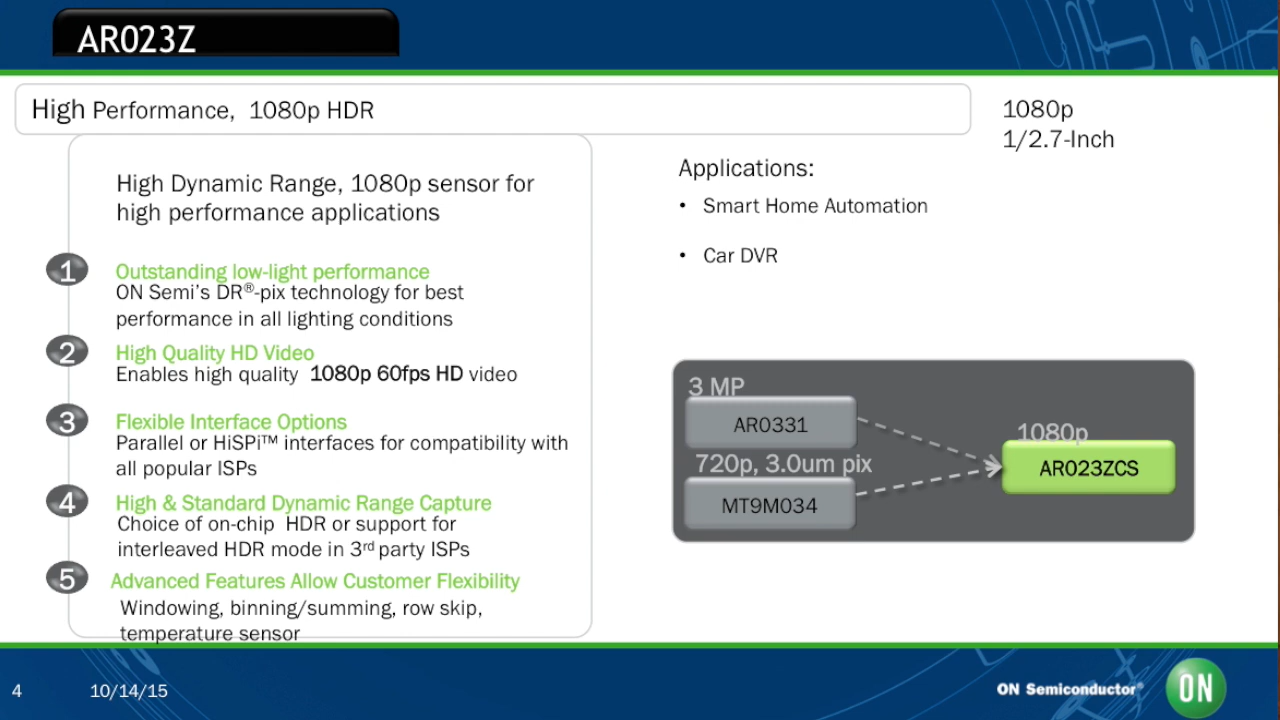 AR023Z
High Performance, 1080p HDR
1080p
1/2.7-Inch
High Dynamic Range, 1080p sensor for
high performance applications
1
Outstanding low-light performance
ON Semi’s DR®-pix technology for best
performance in all lighting conditions
2
High Quality HD Video
Enables high quality 1080p 60fps HD video
3
Flexible Interface Options
Parallel or HiSPi™ interfaces for compatibility with
all popular ISPs
4
High & Standard Dynamic Range Capture
Choice of on-chip HDR or support for
interleaved HDR mode in 3rd party ISPs
5
Advanced Features Allow Customer Flexibility
Windowing, binning/summing, row skip,
temperature sensor
Applications:
• Smart Home Automation
• Car DVR
3 MP
AR0331
720p, 3.0um pix
MT9M034
1080p
AR023ZCS
4
10/14/15
ON Semiconductor®
ON